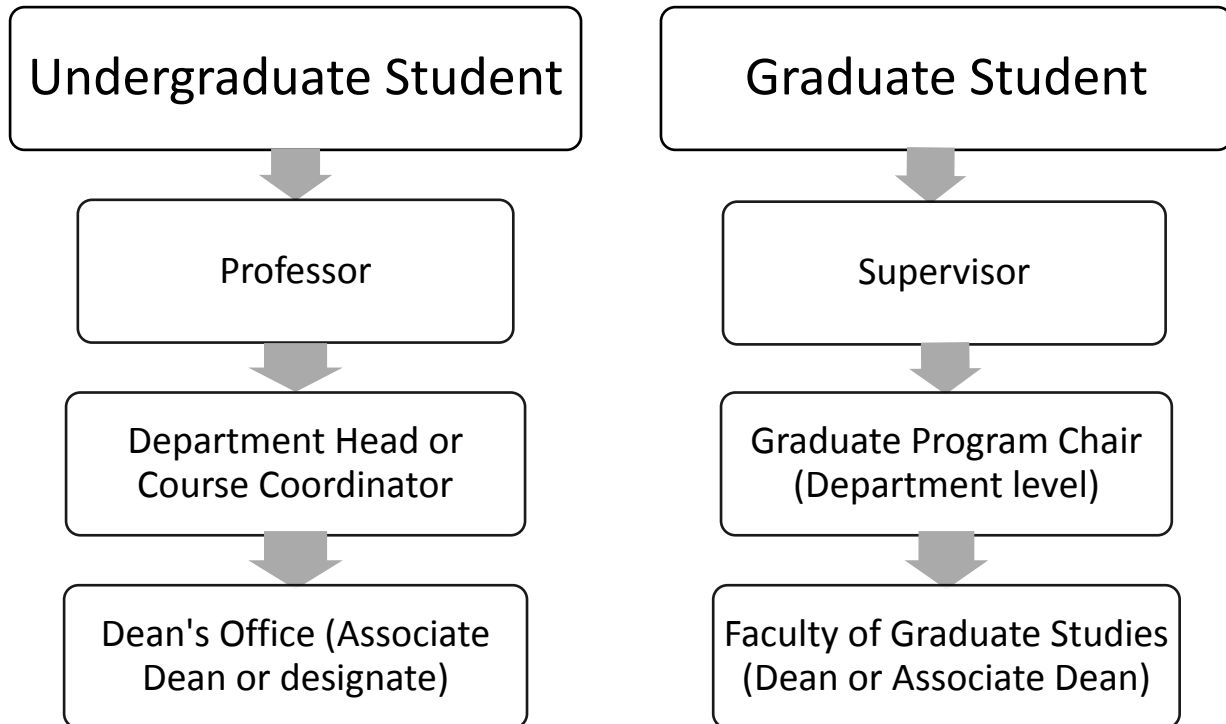 Undergraduate Student
Professor
Department Head or
Course Coordinator
Dean's Office (Associate
Dean or designate)
Graduate Student
Supervisor
Graduate Program Chair
(Department level)
Faculty of Graduate Studies
(Dean or Associate Dean)